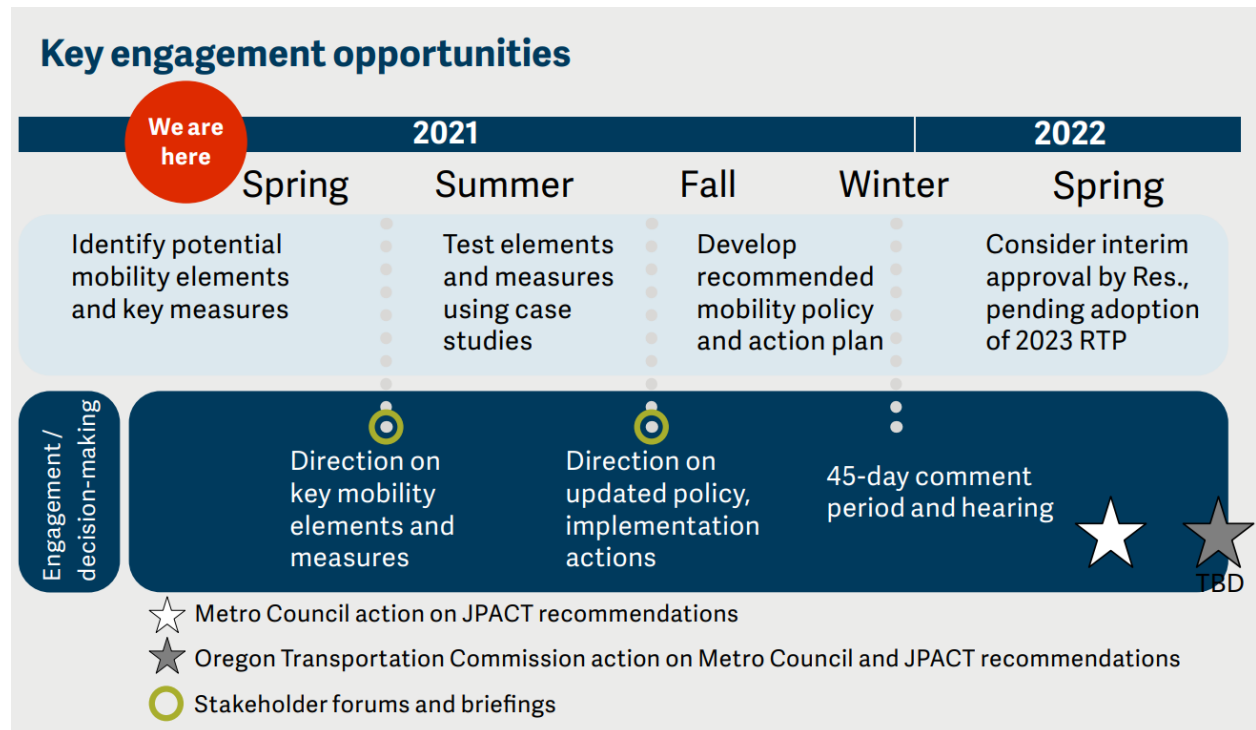 Key engagement opportunities
We are
here
2021
2022
Spring
Summer
Fall
Winter
Spring
Identify potential
mobility elements
and key measures
Test elements
and measures
using case
studies
Develop
recommended
mobility policy
and action plan
Consider interim
approval by Res.,
pending adoption
of 2023 RTP
Engagement /
decision-making
Direction on
key mobility
elements and
measures
Direction on
updated policy,
implementation
actions
45-day comment
period and hearing
TBD
Metro Council action on JPACT recommendations
Oregon Transportation Commission action on Metro Council and JPACT recommendations
Stakeholder forums and briefings